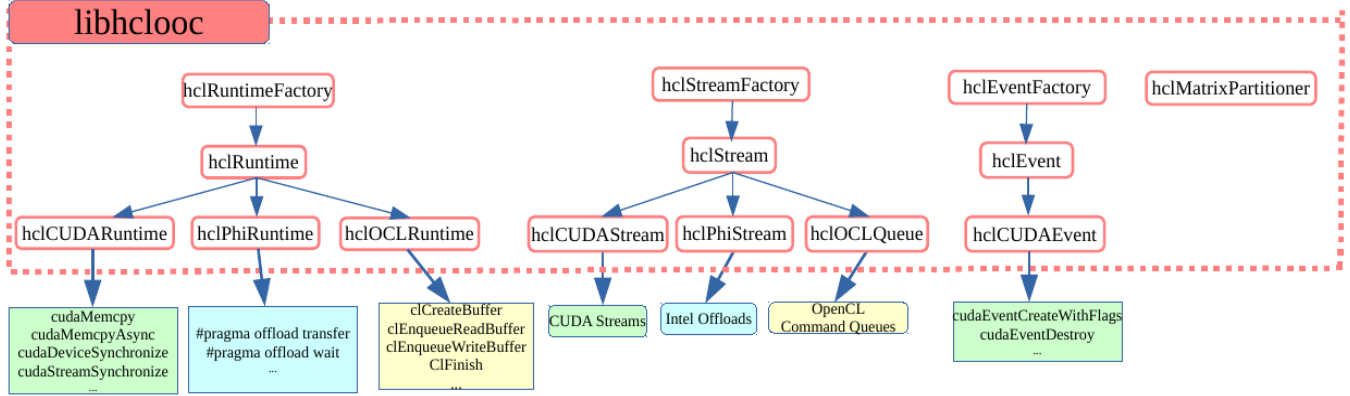 libhclooc
hclRuntimeFactory
hclStreamFactory
hclEventFactory
hclMatrixPartitioner
hclRuntime
hclStream
hclEvent
hclCUDARuntime
hclPhiRuntime
hclOCLRuntime
hclCUDAStream
hclPhiStream
hclOCLQueue
hclCUDAEvent
cudaMemcpy
cudaMemcpyAsync
cudaDeviceSynchronize
cudaStreamSynchronize
...
#pragma offload transfer
#pragma offload wait
...
clCreateBuffer
clEnqueueReadBuffer
clEnqueueWriteBuffer
ClFinish
...
CUDA Streams
Intel Offloads
OpenCL
Command Queues
cudaEventCreateWithFlags
cudaEventDestroy
...